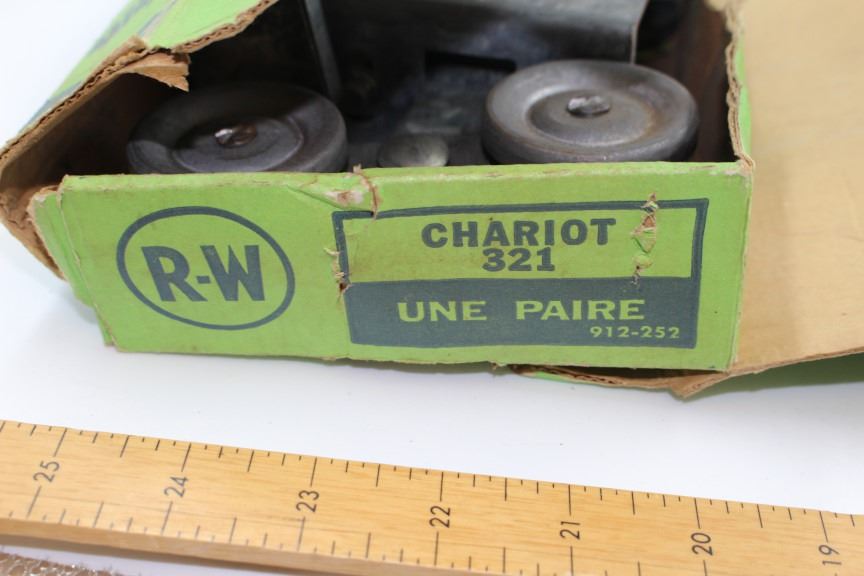 R-W
CHARIOT
321
UNE PAIRE
912-252
25 24 23 22 21 20 19